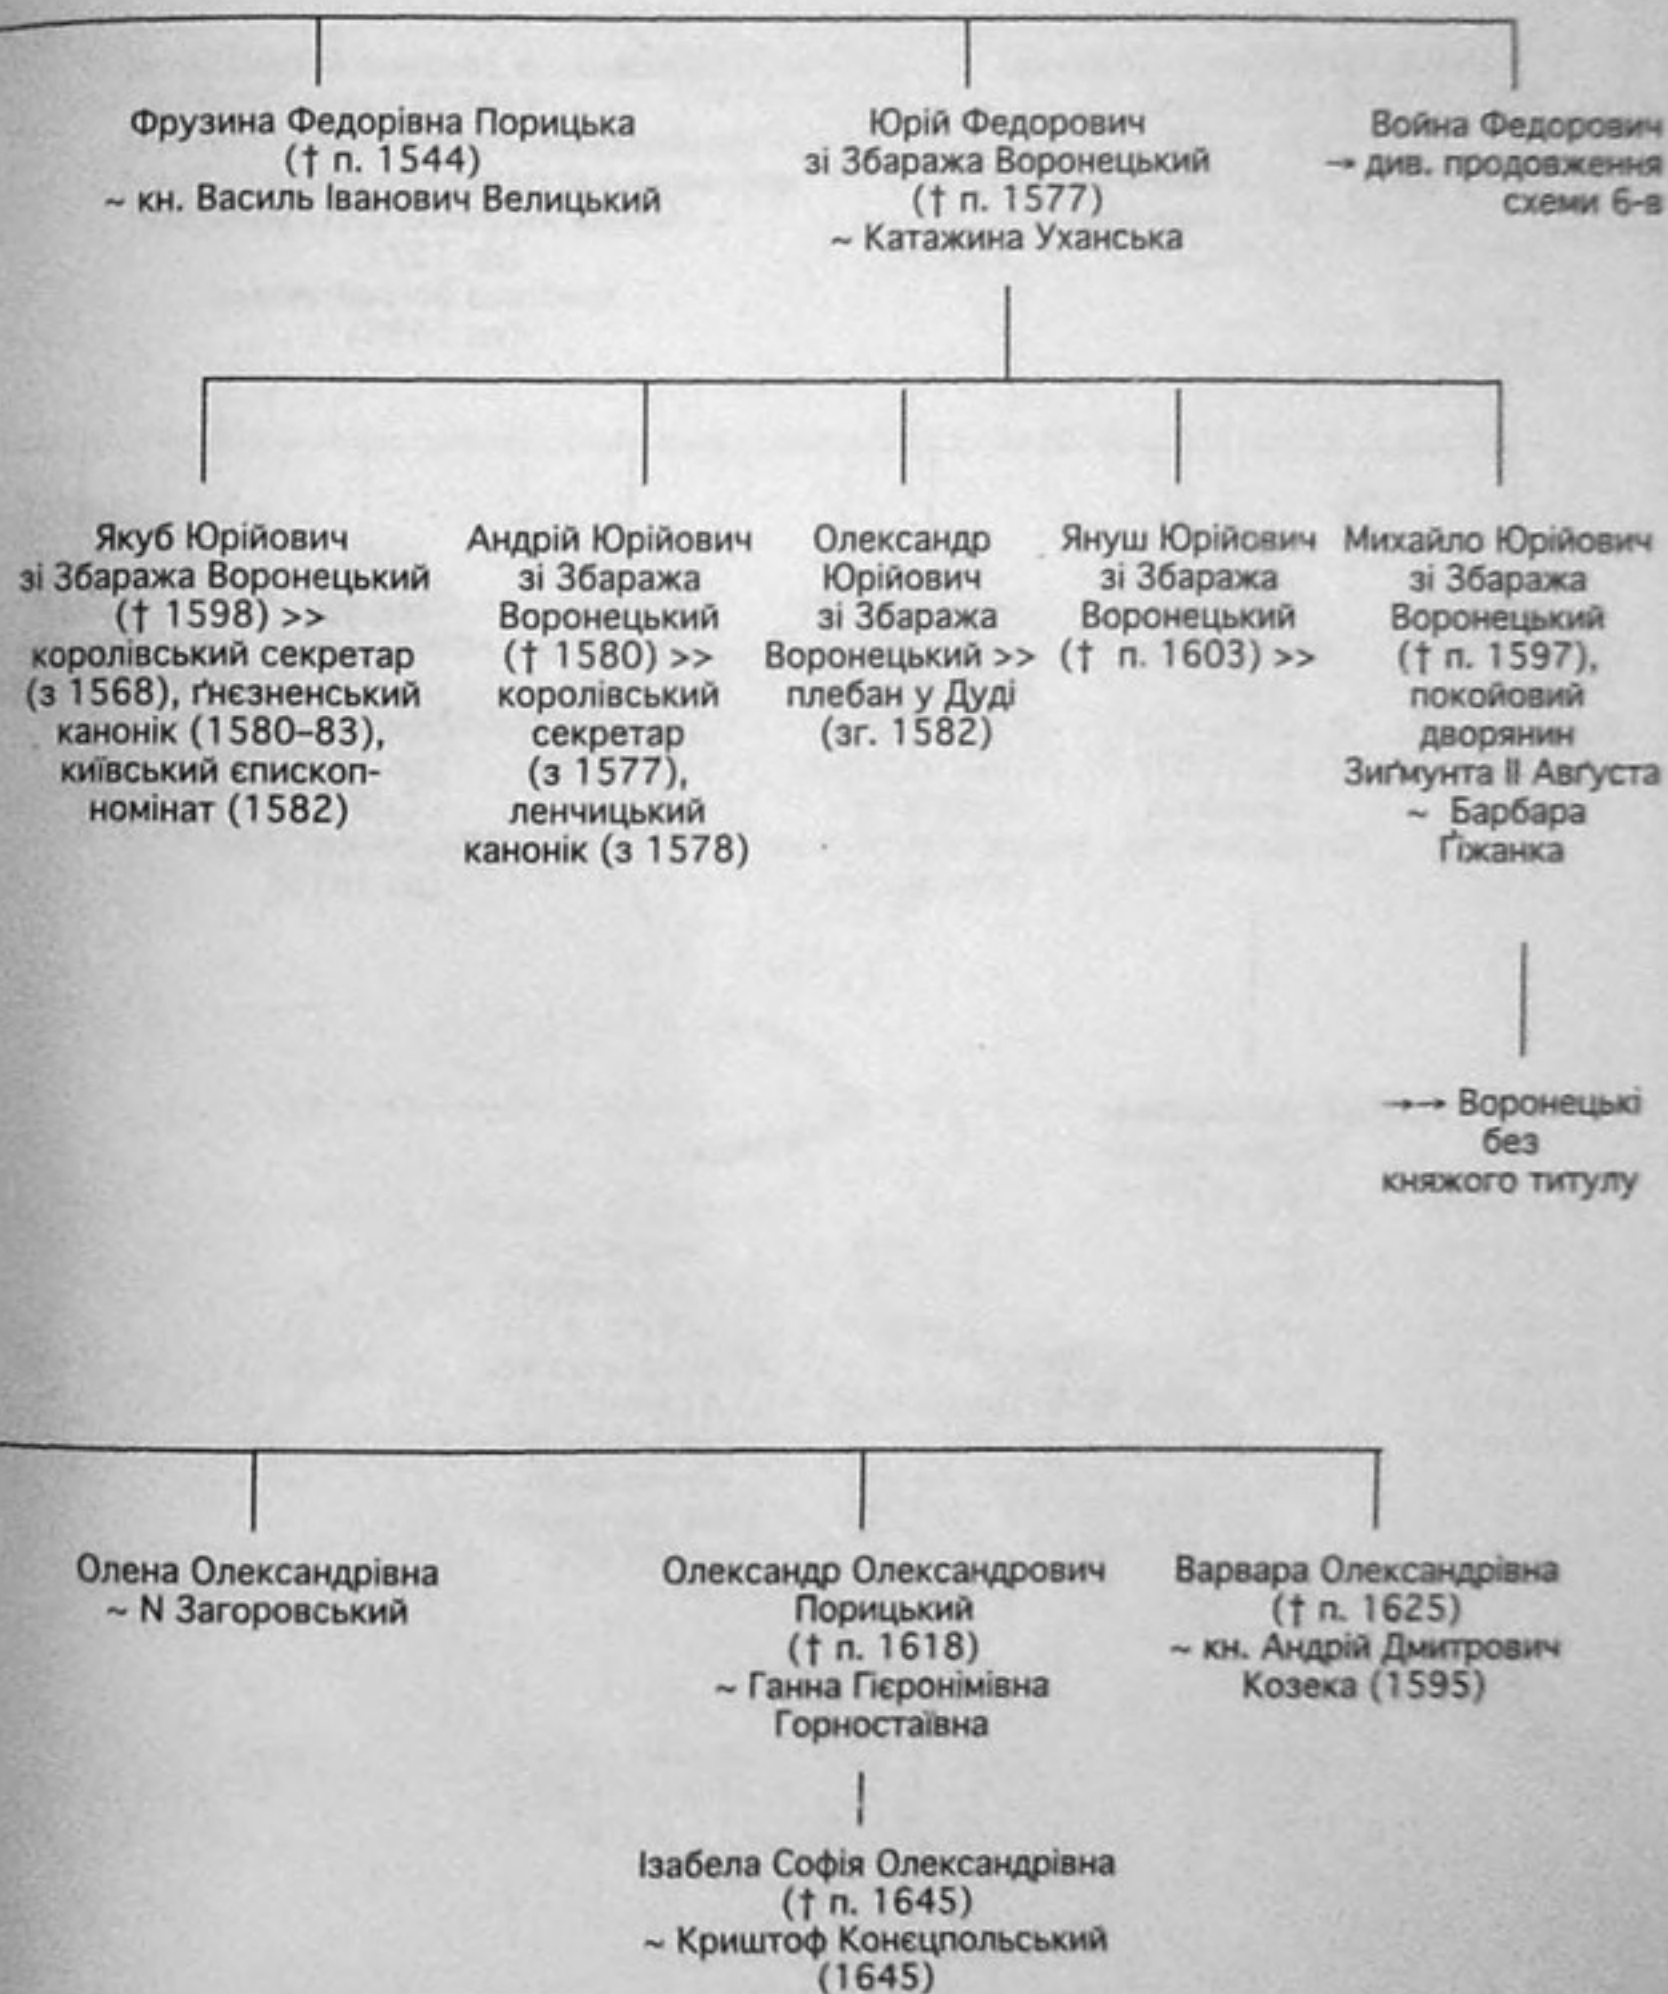 Фрузина Федорівна Порицька
(† п. 1544)
~ кн. Василь Іванович Велицький
Юрій Федорович
зі Збаража Воронецький
(† п. 1577)
~ Катажина Уханська
Война Федорович
→ див. продовження
схеми 6-в
Якуб Юрійович
зі Збаража Воронецький
(† 1598) >>
королівський секретар
(з 1568), ґнєзненський
канонік (1580–83),
київський єпископ-
номінат (1582)
Андрій Юрійович
зі Збаража
Воронецький
(† 1580) >>
королівський
секретар
(з 1577),
ленчицький
канонік (з 1578)
Олександр
Юрійович
зі Збаража
Воронецький >>
плебан у Дуді
(зг. 1582)
Януш Юрійович
зі Збаража
Воронецький
(† п. 1603) >>
Михайло Юрійович
зі Збаража
Воронецький
(† п. 1597),
покойовий
дворянин
Зиґмунта II Авґуста
~ Барбара
Ґіжанка
→→ Воронецькі
без
княжого титулу
Олена Олександрівна
~ N Загоровський
Олександр Олександрович
Порицький
(† п. 1618)
~ Ганна Гієронімівна
Горностаївна
Варвара Олександрівна
(† п. 1625)
~ кн. Андрій Дмитрович
Козека (1595)
Ізабела Софія Олександрівна
(† п. 1645)
~ Криштоф Конєцпольський
(1645)